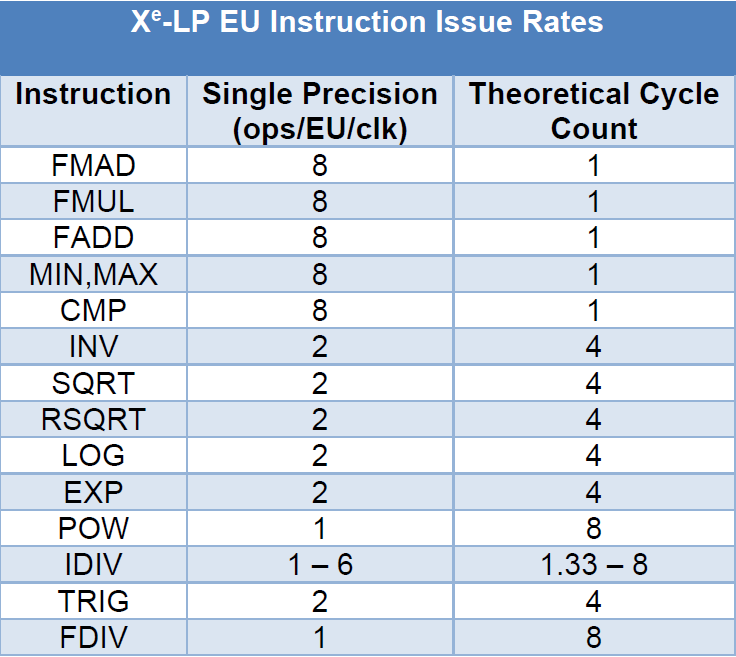 Xᵉ-LP EU Instruction Issue Rates
Instruction Single Precision (ops/EU/clk) Theoretical Cycle Count
FMAD 8 1
FMUL 8 1
FADD 8 1
MIN,MAX 8 1
CMP 8 1
INV 2 4
SQRT 2 4
RSQRT 2 4
LOG 2 4
EXP 2 4
POW 1 8
IDIV 1 – 6 1.33 – 8
TRIG 2 4
FDIV 1 8